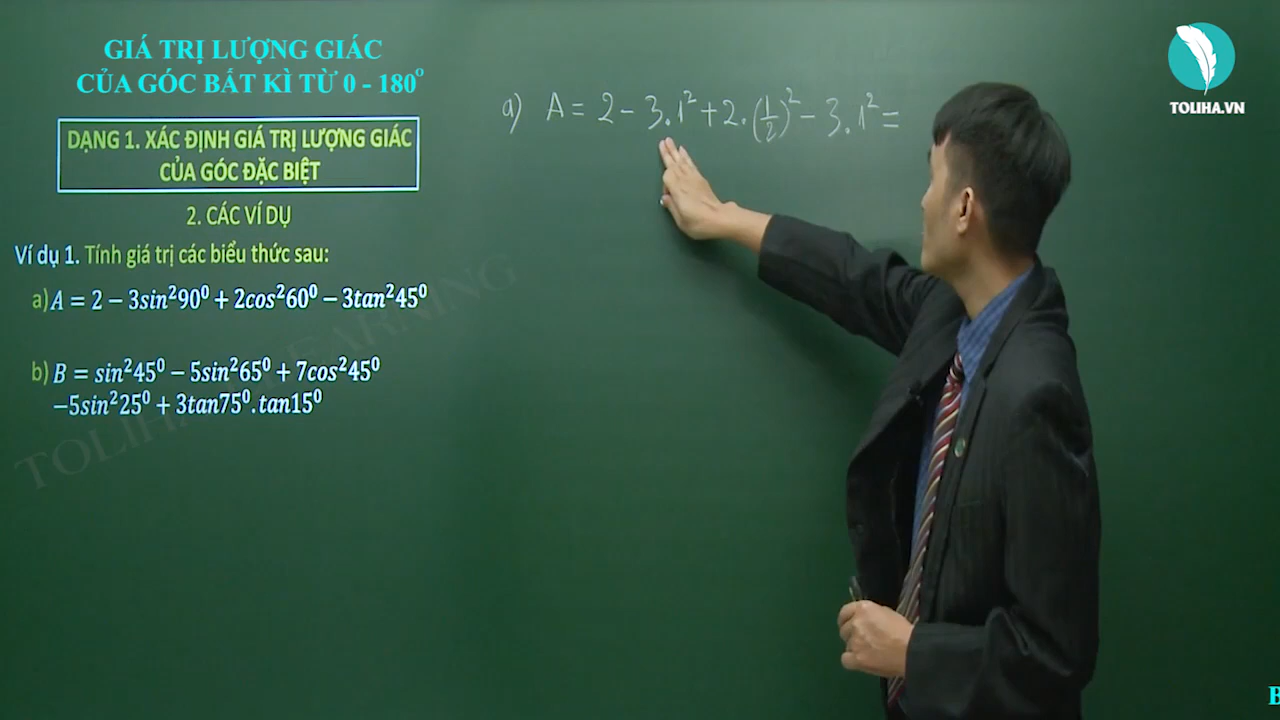 GIÁ TRỊ LƯỢNG GIÁC
CỦA GÓC BẤT KÌ TỪ 0 - 180⁰
DẠNG 1. XÁC ĐỊNH GIÁ TRỊ LƯỢNG GIÁC
CỦA GÓC ĐẶC BIỆT
2. CÁC VÍ DỤ
Ví dụ 1. Tính giá trị các biểu thức sau:
a) A = 2 − 3sin²90⁰ + 2cos²60⁰ − 3tan²45⁰
b) B = sin²45⁰ − 5sin²65⁰ + 7cos²45⁰
−5sin²25⁰ + 3tan75⁰.tan15⁰
a) A = 2 − 3.1² + 2.(1/2)² − 3.1² =
TOLIHA.VN